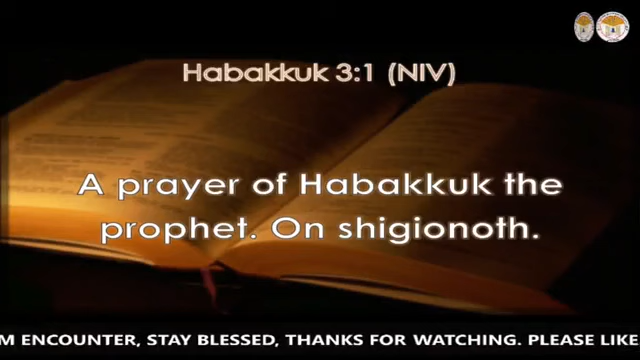 Habakkuk 3:1 (NIV)
A prayer of Habakkuk the
prophet. On shigionoth.
M ENCOUNTER, STAY BLESSED, THANKS FOR WATCHING. PLEASE LIKE